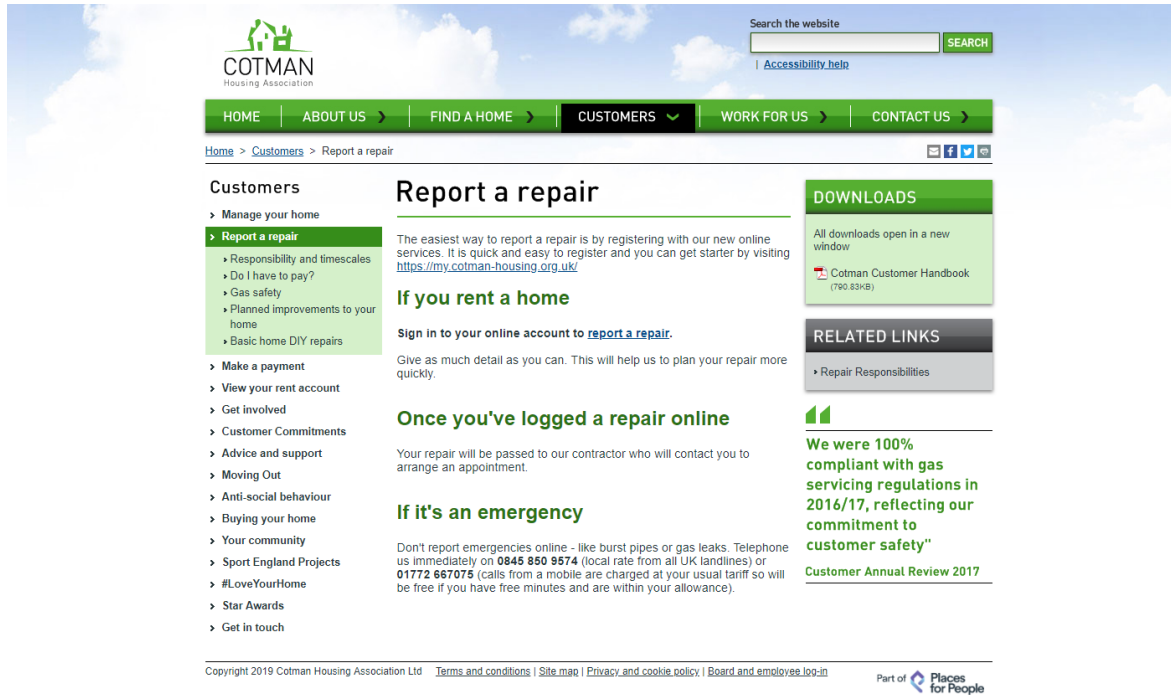 COTMAN
Housing Association
Search the website
SEARCH
| Accessibility help
HOME
ABOUT US
FIND A HOME
CUSTOMERS
WORK FOR US
CONTACT US
Home > Customers > Report a repair
Customers
Manage your home
Report a repair
Responsibility and timescales
Do I have to pay?
Gas safety
Planned improvements to your
home
Basic home DIY repairs
Make a payment
View your rent account
Get involved
Customer Commitments
Advice and support
Moving Out
Anti-social behaviour
Buying your home
Your community
Sport England Projects
#LoveYourHome
Star Awards
Get in touch
Report a repair
The easiest way to report a repair is by registering with our new online
services. It is quick and easy to register and you can get starter by visiting
https://my.cotman-housing.org.uk/
If you rent a home
Sign in to your online account to report a repair.
Give as much detail as you can. This will help us to plan your repair more
quickly.
Once you've logged a repair online
Your repair will be passed to our contractor who will contact you to
arrange an appointment.
If it's an emergency
Don't report emergencies online - like burst pipes or gas leaks. Telephone
us immediately on 0845 850 9574 (local rate from all UK landlines) or
01772 667075 (calls from a mobile are charged at your usual tariff so will
be free if you have free minutes and are within your allowance).
DOWNLOADS
All downloads open in a new
window
Cotman Customer Handbook
(790.83KB)
RELATED LINKS
Repair Responsibilities
We were 100%
compliant with gas
servicing regulations in
2016/17, reflecting our
commitment to
customer safety"
Customer Annual Review 2017
Copyright 2019 Cotman Housing Association Ltd Terms and conditions | Site map | Privacy and cookie policy | Board and employee log-in
Part of Places
for People